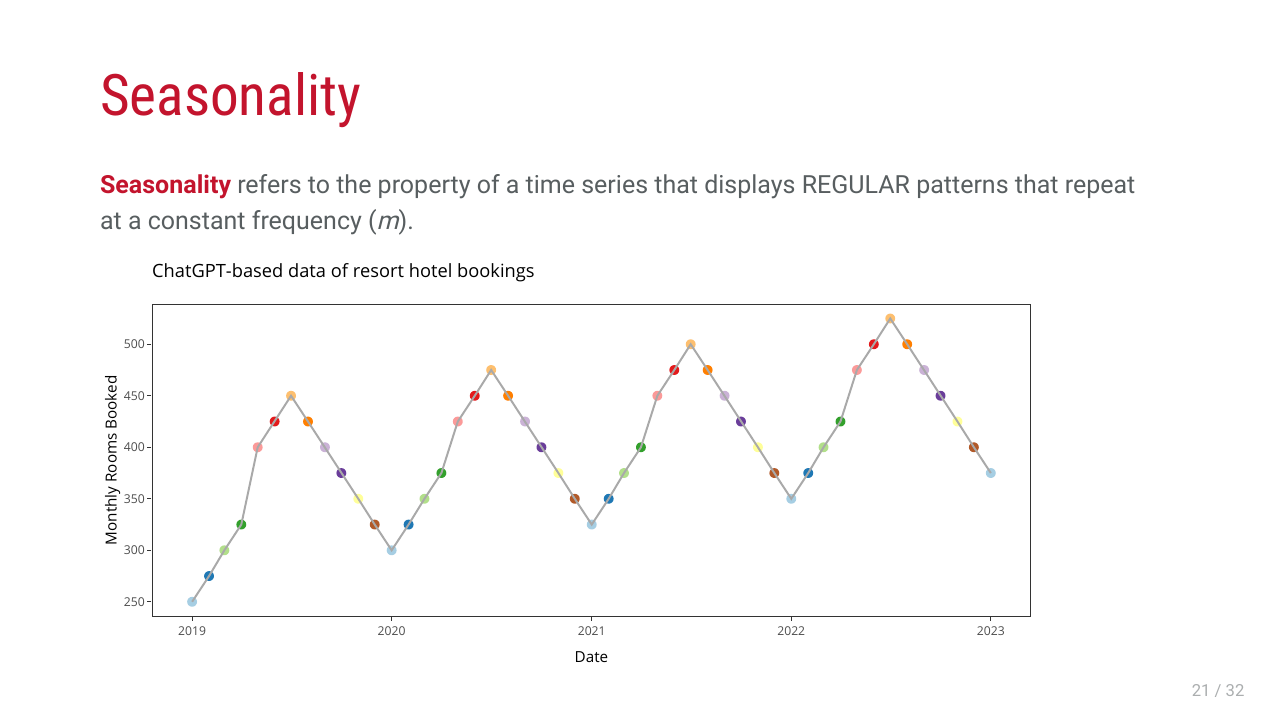 Seasonality
Seasonality refers to the property of a time series that displays REGULAR patterns that repeat
at a constant frequency (m).
ChatGPT-based data of resort hotel bookings
Monthly Rooms Booked
500
450
400
350
300
250
2019 2020 2021 2022 2023
Date
21 / 32